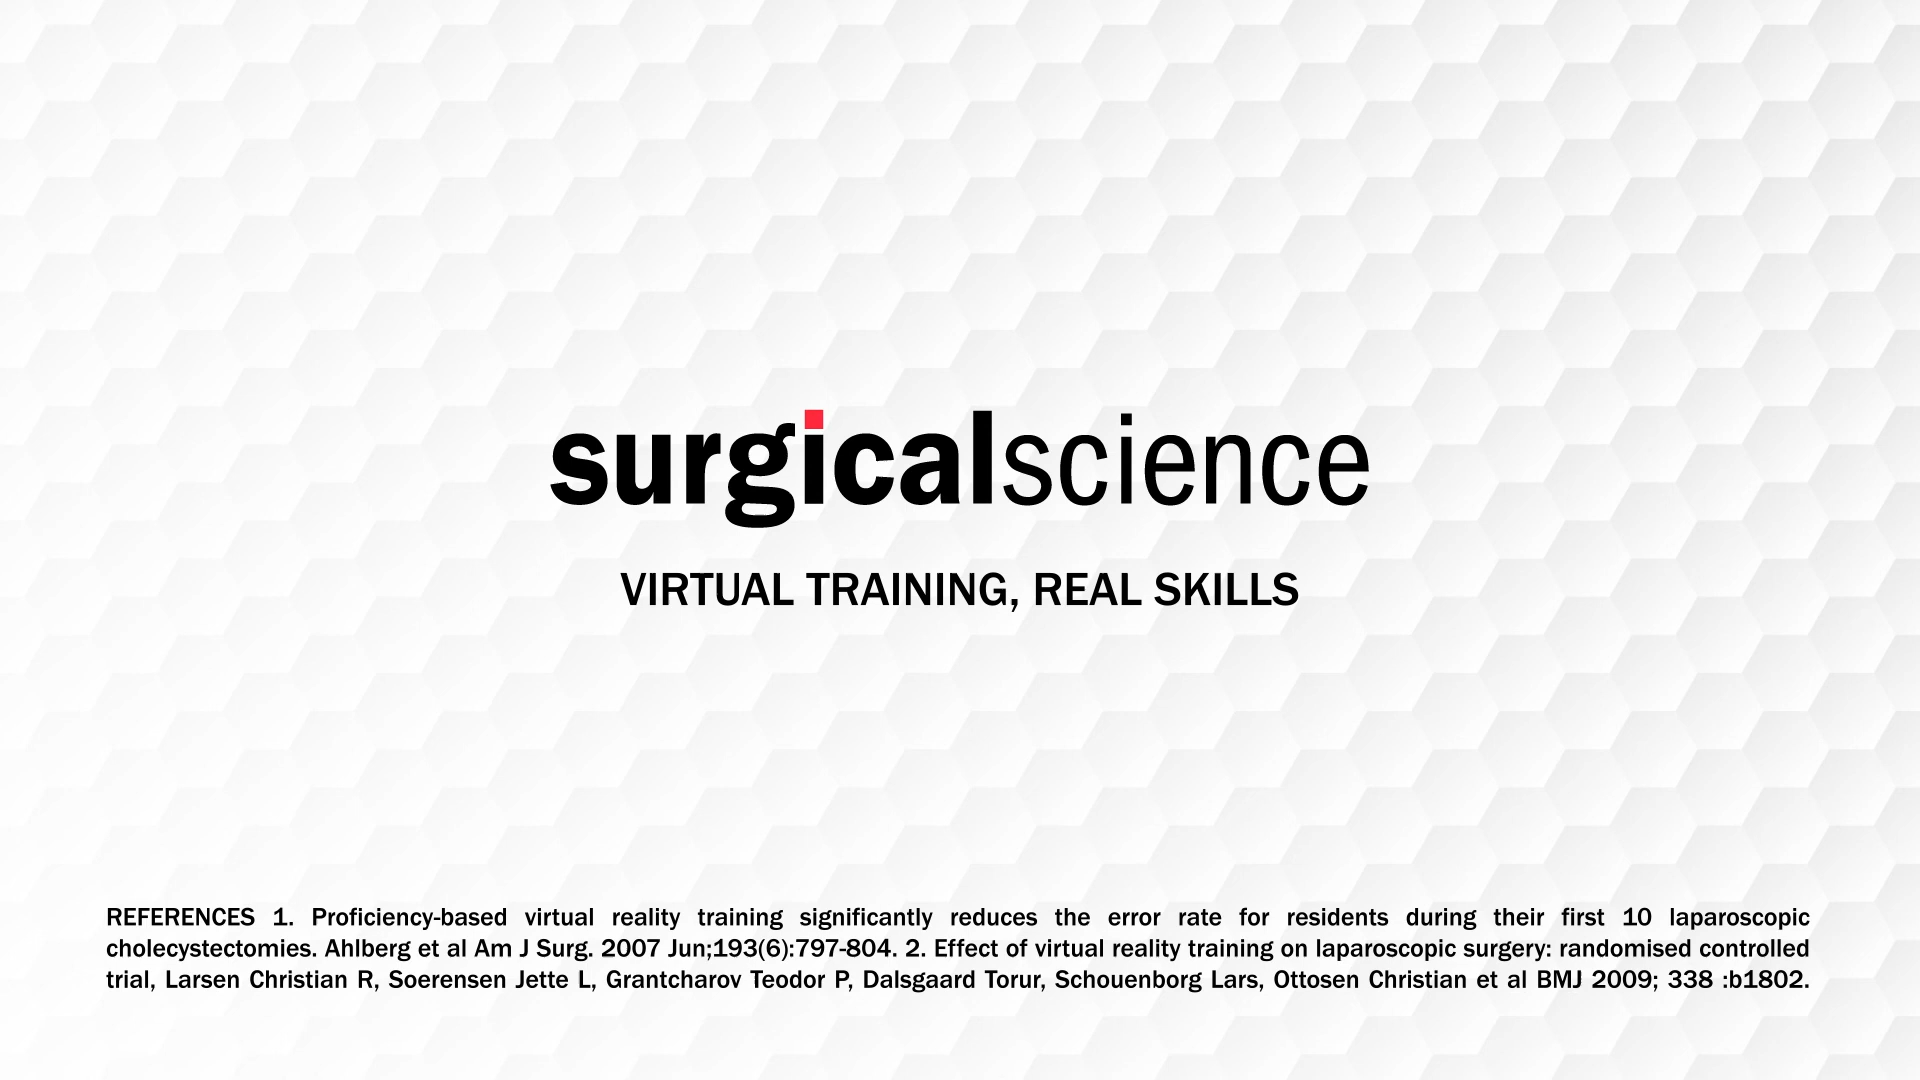 surgicalscience
VIRTUAL TRAINING, REAL SKILLS
REFERENCES 1. Proficiency-based virtual reality training significantly reduces the error rate for residents during their first 10 laparoscopic
cholecystectomies. Ahlberg et al Am J Surg. 2007 Jun;193(6):797-804. 2. Effect of virtual reality training on laparoscopic surgery: randomised controlled
trial, Larsen Christian R, Soerensen Jette L, Grantcharov Teodor P, Dalsgaard Torur, Schouenborg Lars, Ottosen Christian et al BMJ 2009; 338 :b1802.